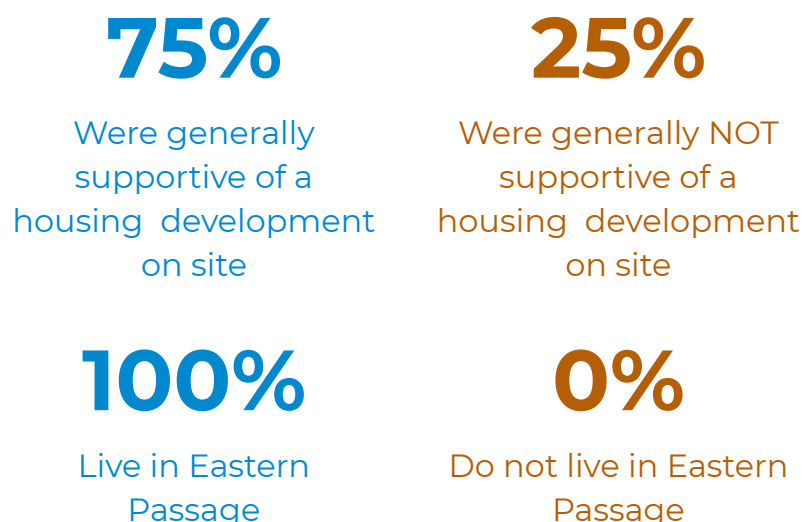 75%
Were generally
supportive of a
housing  development
on site
25%
Were generally NOT
supportive of a
housing  development
on site
100%
Live in Eastern
Passage
0%
Do not live in Eastern
Passage